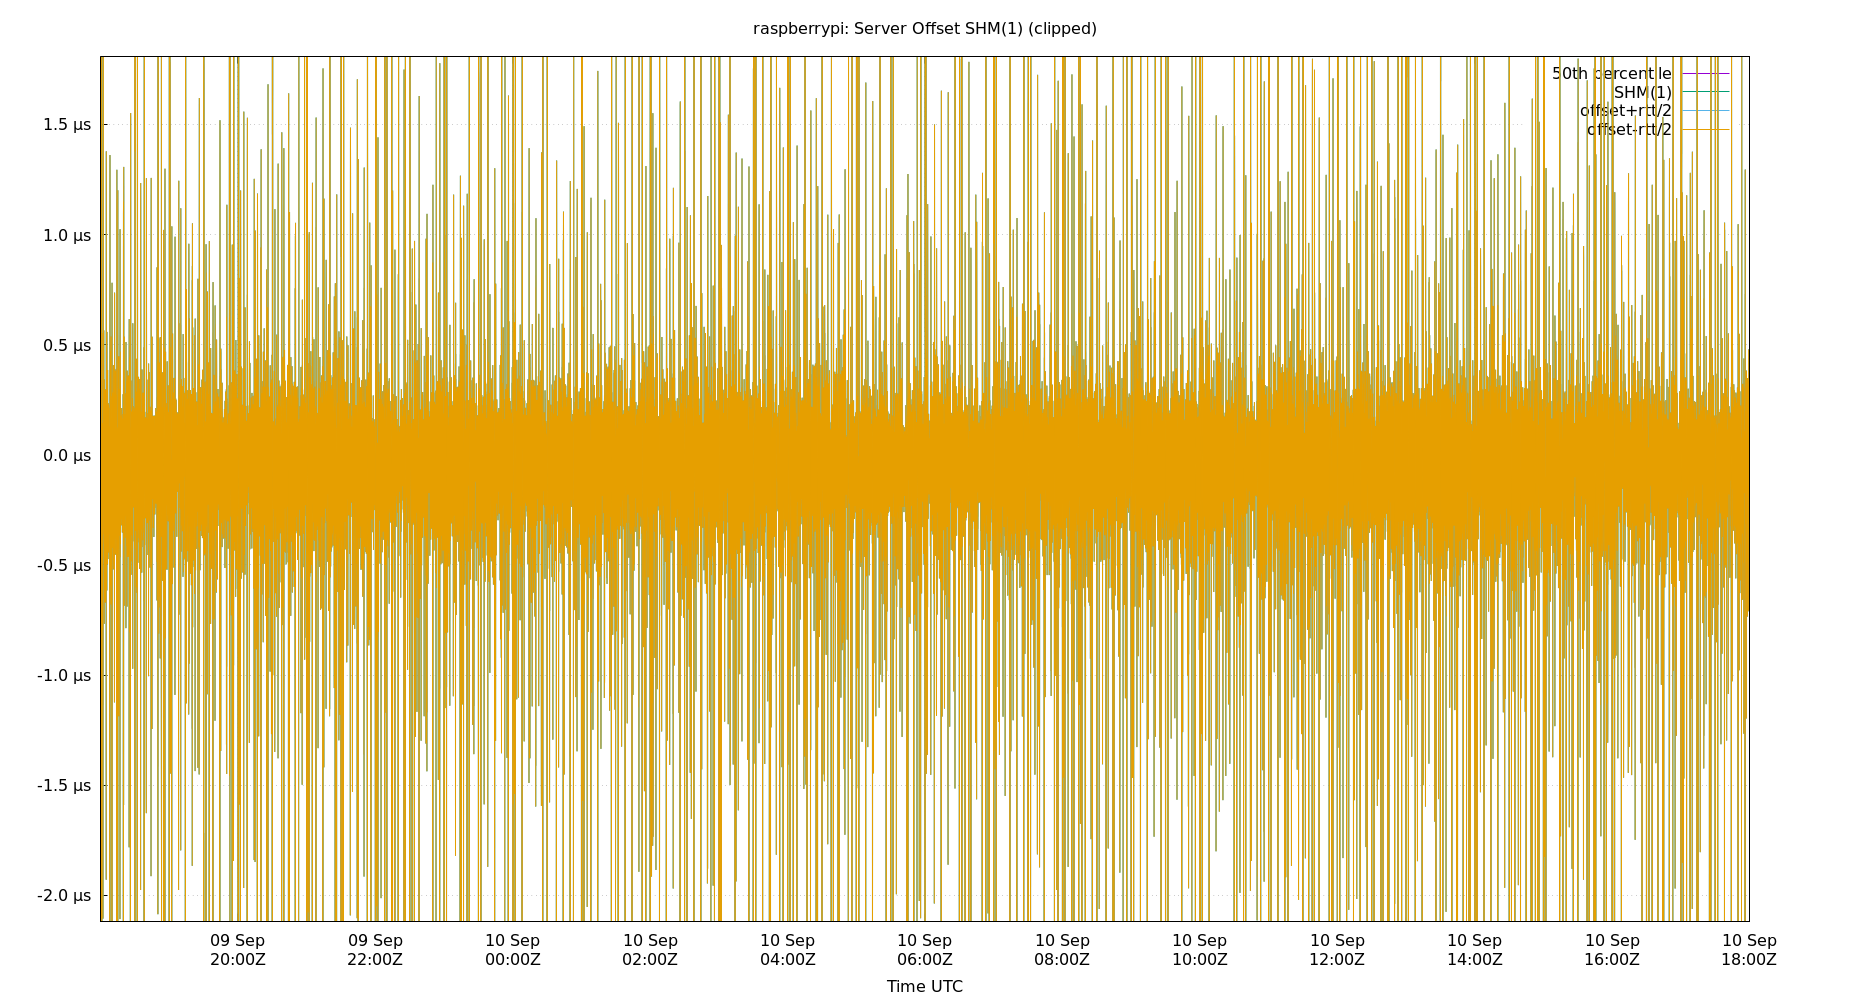 raspberrypi: Server Offset SHM(1) (clipped)
50th percentile
SHM(1)
offset+rtt/2
offset-rtt/2
1.5 µs
1.0 µs
0.5 µs
0.0 µs
-0.5 µs
-1.0 µs
-1.5 µs
-2.0 µs
09 Sep 09 Sep 10 Sep 10 Sep 10 Sep 10 Sep 10 Sep 10 Sep 10 Sep 10 Sep 10 Sep 10 Sep
20:00Z 22:00Z 00:00Z 02:00Z 04:00Z 06:00Z 08:00Z 10:00Z 12:00Z 14:00Z 16:00Z 18:00Z
Time UTC